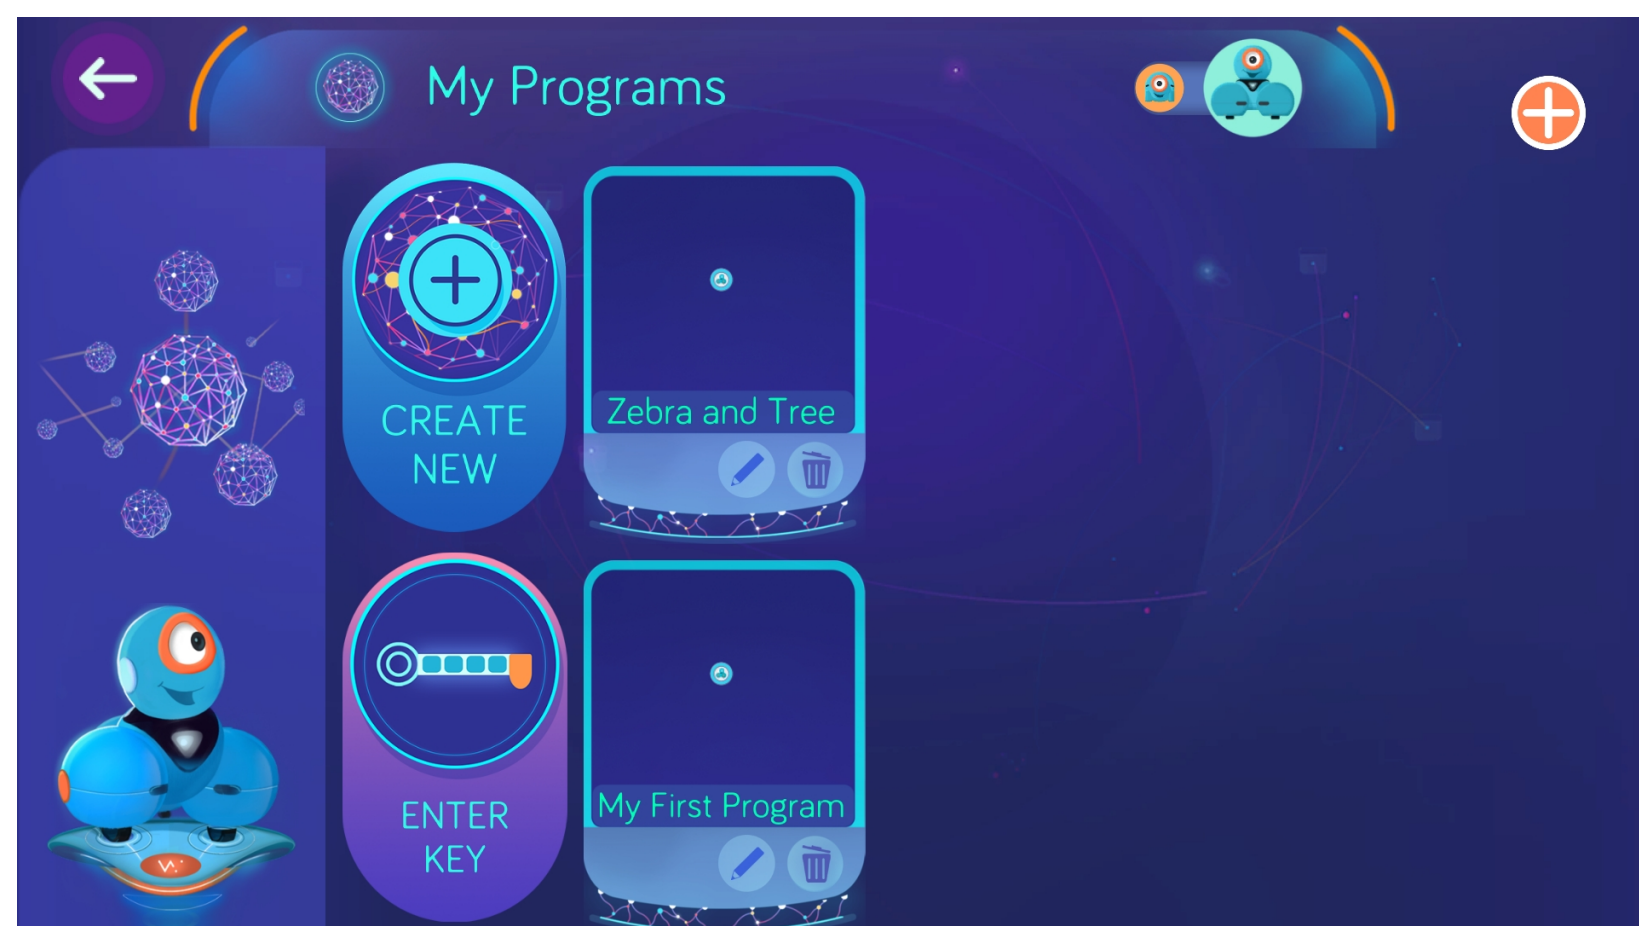 My Programs
CREATE
NEW
Zebra and Tree
ENTER
KEY
My First Program